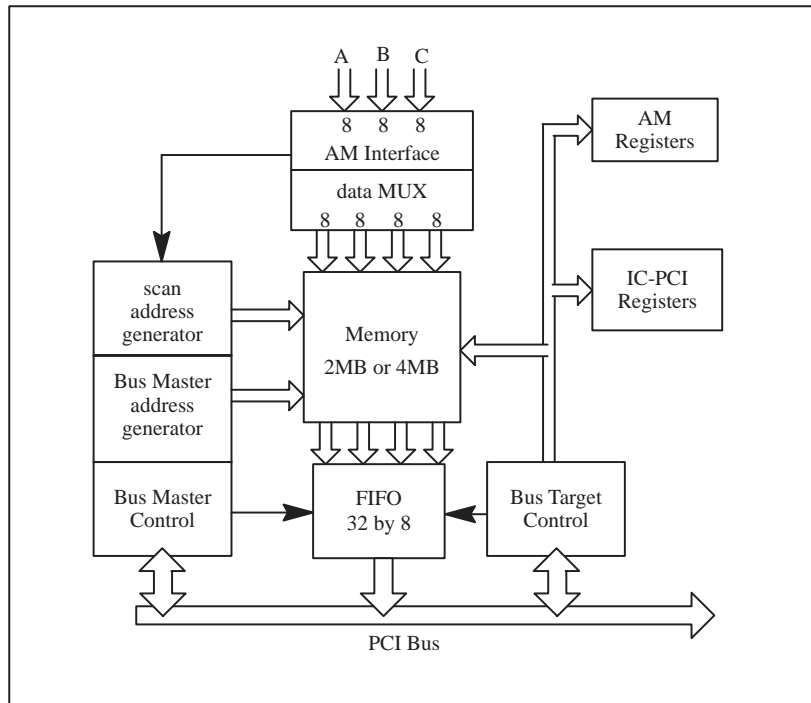 A B C
8 8 8
AM Interface
data MUX
8 8 8 8
AM
Registers
scan
address
generator
IC-PCI
Registers
Memory
2MB or 4MB
Bus Master
address
generator
Bus Master
Control
FIFO
32 by 8
Bus Target
Control
PCI Bus